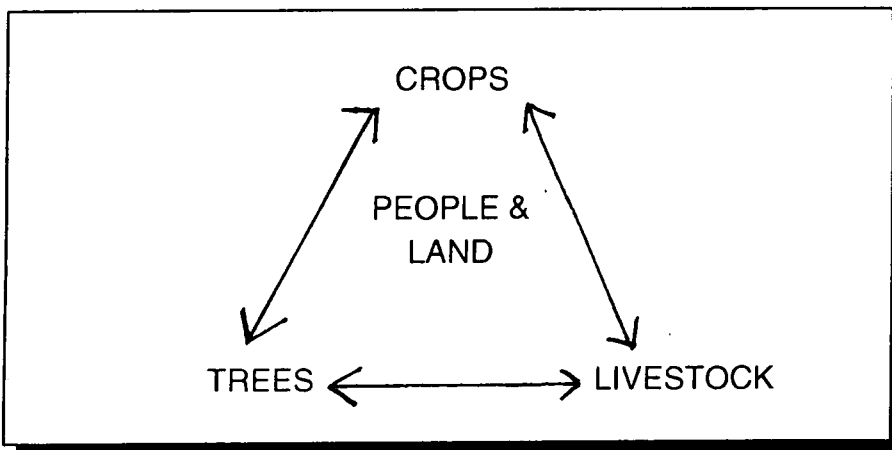 CROPS
PEOPLE &
LAND
TREES
LIVESTOCK